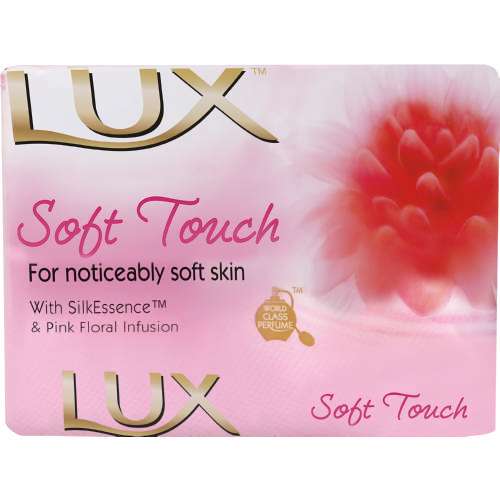 LUX™
Soft Touch
For noticeably soft skin
With SilkEssence™
& Pink Floral Infusion
WORLD
CLASS
PERFUME
™
LUX
Soft Touch